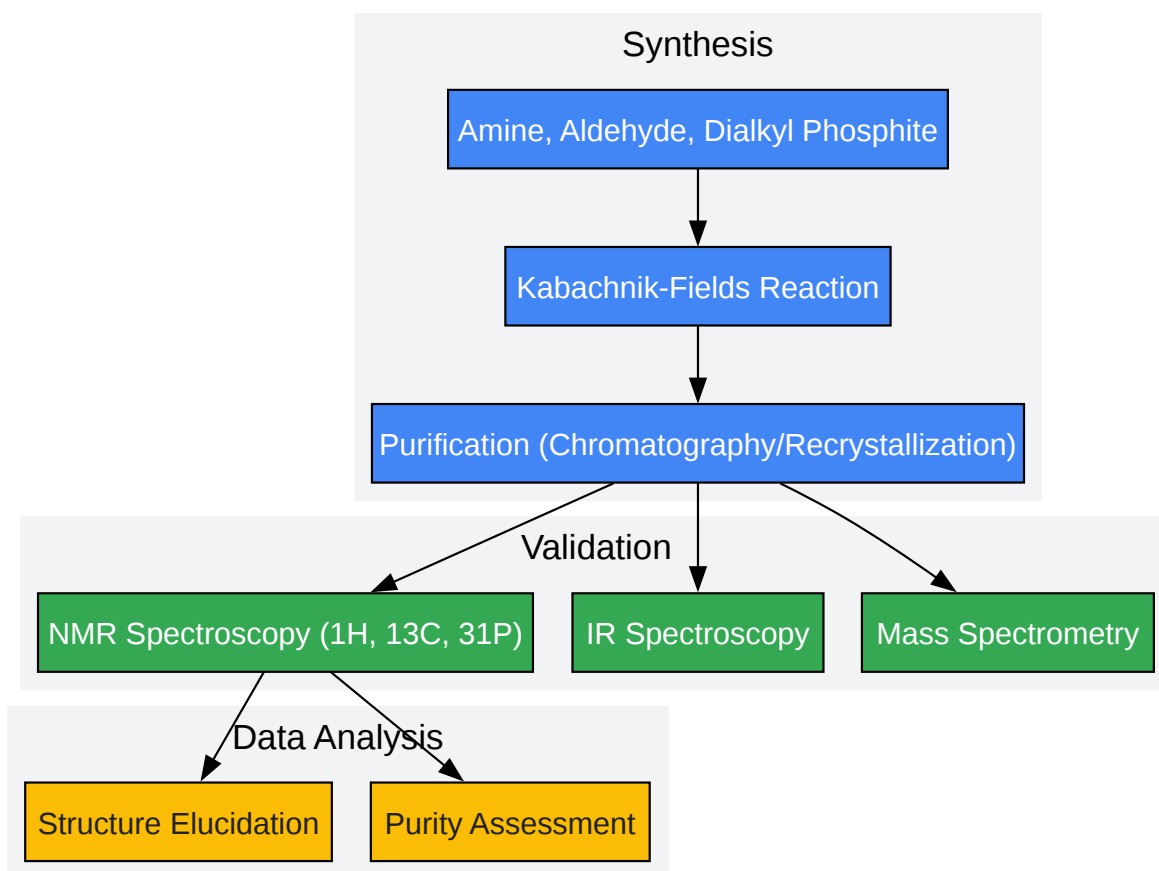 Synthesis
Amine, Aldehyde, Dialkyl Phosphite
Kabachnik-Fields Reaction
Purification (Chromatography/Recrystallization)
Validation
NMR Spectroscopy (1H, 13C, 31P)
IR Spectroscopy
Mass Spectrometry
Data Analysis
Structure Elucidation
Purity Assessment